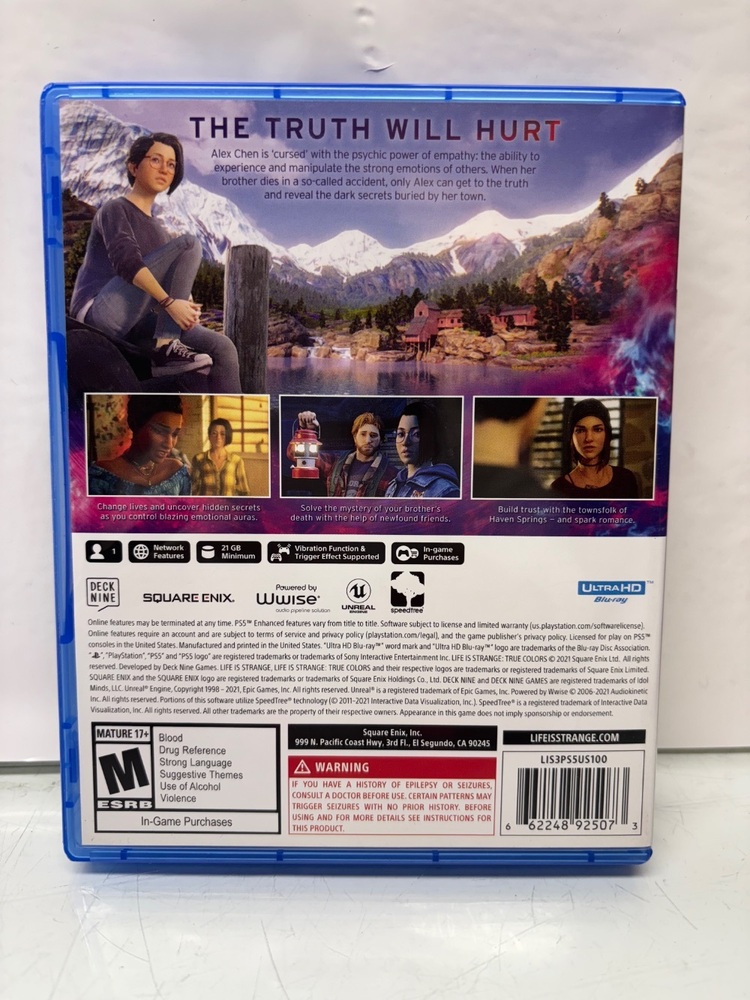 THE TRUTH WILL HURT
Alex Chen is 'cursed' with the psychic power of empathy: the ability to
experience and manipulate the strong emotions of others. When her
brother dies in a so-called accident, only Alex can get to the truth
and reveal the dark secrets buried by her town.
Change lives and uncover hidden secrets
as you control blazing emotional auras.
Solve the mystery of your brother's
death with the help of newfound friends.
Build trust with the townsfolk of
Haven Springs – and spark romance.
1
Network
Features
21 GB
Minimum
Vibration Function &
Trigger Effect Supported
In-game
Purchases
DECK
NINE
SQUARE ENIX.
Powered by
Wwise
audio pipeline solution
UNREAL
ENGINE
speedtree
ULTRA HD™
Blu-ray
Online features may be terminated at any time. PS5™ Enhanced features vary from title to title. Software subject to license and limited warranty (us.playstation.com/softwarelicense).
Online features require an account and are subject to terms of service and privacy policy (playstation.com/legal), and the game publisher's privacy policy. Licensed for play on PS5™
consoles in the United States. Manufactured and printed in the United States. "Ultra HD Blu-ray™" word mark and "Ultra HD Blu-ray™" logo are trademarks of the Blu-ray Disc Association.
"PlayStation", "PS5" and "PS5 logo" are registered trademarks or trademarks of Sony Interactive Entertainment Inc. LIFE IS STRANGE: TRUE COLORS © 2021 Square Enix Ltd. All rights
reserved. Developed by Deck Nine Games. LIFE IS STRANGE, LIFE IS STRANGE: TRUE COLORS and their respective logos are trademarks or registered trademarks of Square Enix Limited.
SQUARE ENIX and the SQUARE ENIX logo are registered trademarks or trademarks of Square Enix Holdings Co., Ltd. DECK NINE and DECK NINE GAMES are registered trademarks of Idol
Minds, LLC. Unreal® Engine, Copyright 1998 – 2021, Epic Games, Inc. All rights reserved. Unreal® is a registered trademark of Epic Games, Inc. Powered by Wwise © 2006-2021 Audiokinetic
Inc. All rights reserved. Portions of this software utilize SpeedTree® technology (© 2011-2021 Interactive Data Visualization, Inc.). SpeedTree® is a registered trademark of Interactive Data
Visualization, Inc. All rights reserved. All other trademarks are the property of their respective owners. Appearance in this game does not imply sponsorship or endorsement.
MATURE 17+
M
ESRB
Blood
Drug Reference
Strong Language
Suggestive Themes
Use of Alcohol
Violence
In-Game Purchases
Square Enix, Inc.
999 N. Pacific Coast Hwy, 3rd Fl., El Segundo, CA 90245
WARNING
IF YOU HAVE A HISTORY OF EPILEPSY OR SEIZURES,
CONSULT A DOCTOR BEFORE USE. CERTAIN PATTERNS MAY
TRIGGER SEIZURES WITH NO PRIOR HISTORY. BEFORE
USING AND FOR MORE DETAILS SEE INSTRUCTIONS FOR
THIS PRODUCT.
LIFEISSTRANGE.COM
LIS3PS5US100
6 62248 92507 3